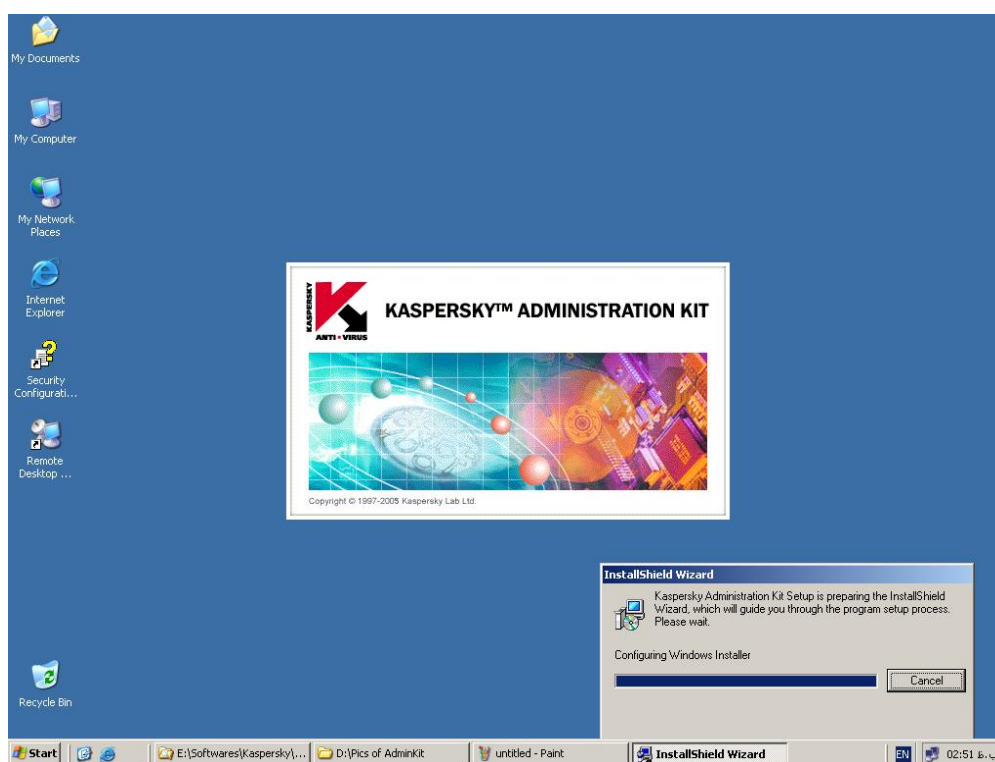 My Documents
My Computer
My Network
Places
Internet
Explorer
Security
Configurati...
Remote
Desktop ...
Recycle Bin
KASPERSKY
ANTI•VIRUS
KASPERSKY™ ADMINISTRATION KIT
Copyright © 1997-2005 Kaspersky Lab Ltd.
InstallShield Wizard
Kaspersky Administration Kit Setup is preparing the InstallShield
Wizard, which will guide you through the program setup process.
Please wait.
Configuring Windows Installer
Cancel
Start E:\Softwares\Kaspersky\... D:\Pics of AdminKit untitled - Paint InstallShield Wizard EN 02:51